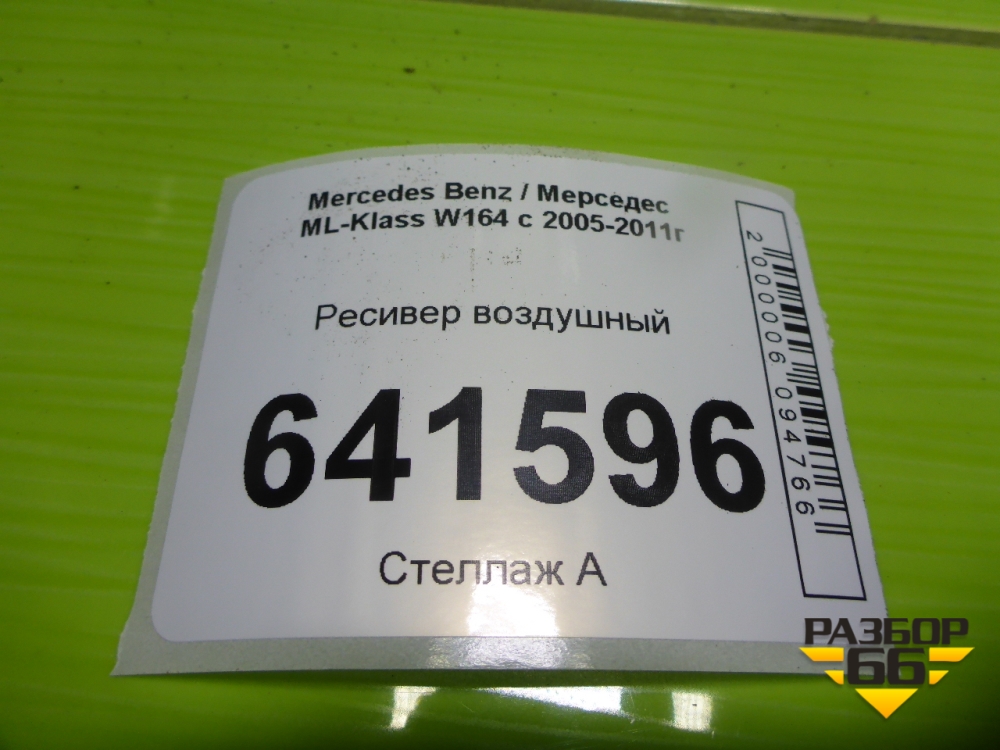 Mercedes Benz / Мерседес
ML-Klass W164 с 2005-2011г
Ресивер воздушный
641596
Стеллаж А
2000006094766
РАЗБОР
66